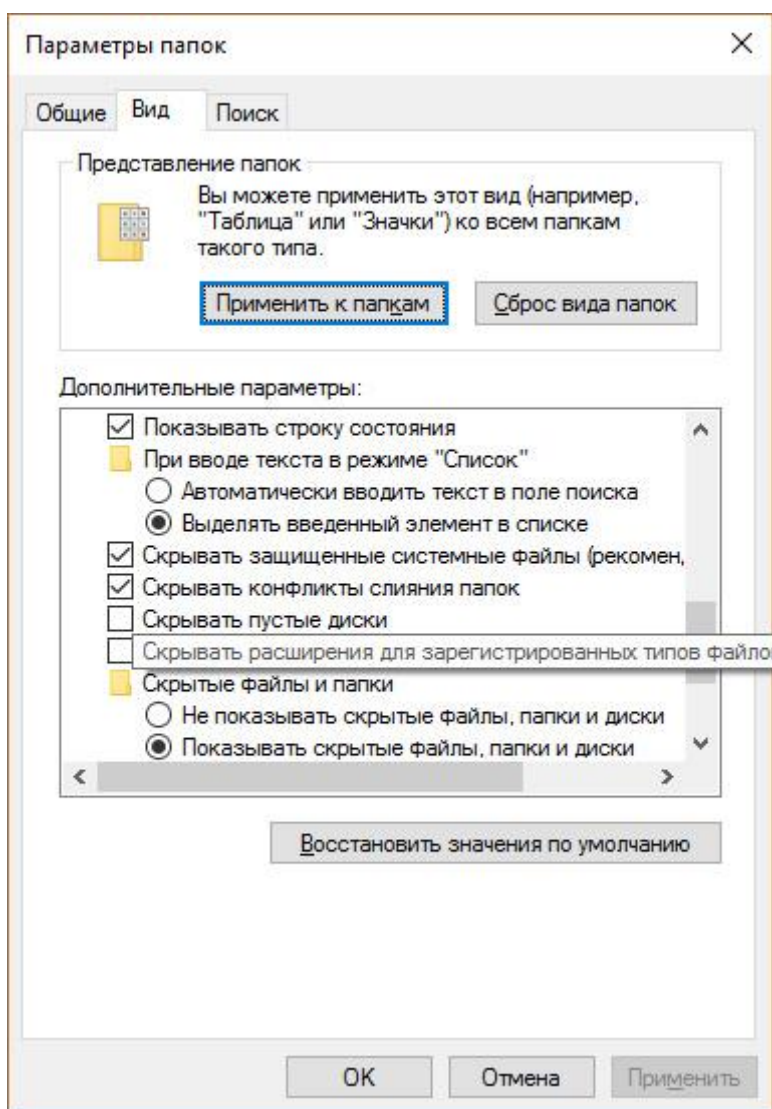 Параметры папок
Общие Вид Поиск
Представление папок
Вы можете применить этот вид (например,
"Таблица" или "Значки") ко всем папкам
такого типа.
Применить к папкам Сброс вида папок
Дополнительные параметры:
Показывать строку состояния
При вводе текста в режиме "Список"
Автоматически вводить текст в поле поиска
Выделять введенный элемент в списке
Скрывать защищенные системные файлы (рекомен,
Скрывать конфликты слияния папок
Скрывать пустые диски
Скрывать расширения для зарегистрированных типов файло
Скрытые файлы и папки
Не показывать скрытые файлы, папки и диски
Показывать скрытые файлы, папки и диски
Восстановить значения по умолчанию
OK Отмена Применить